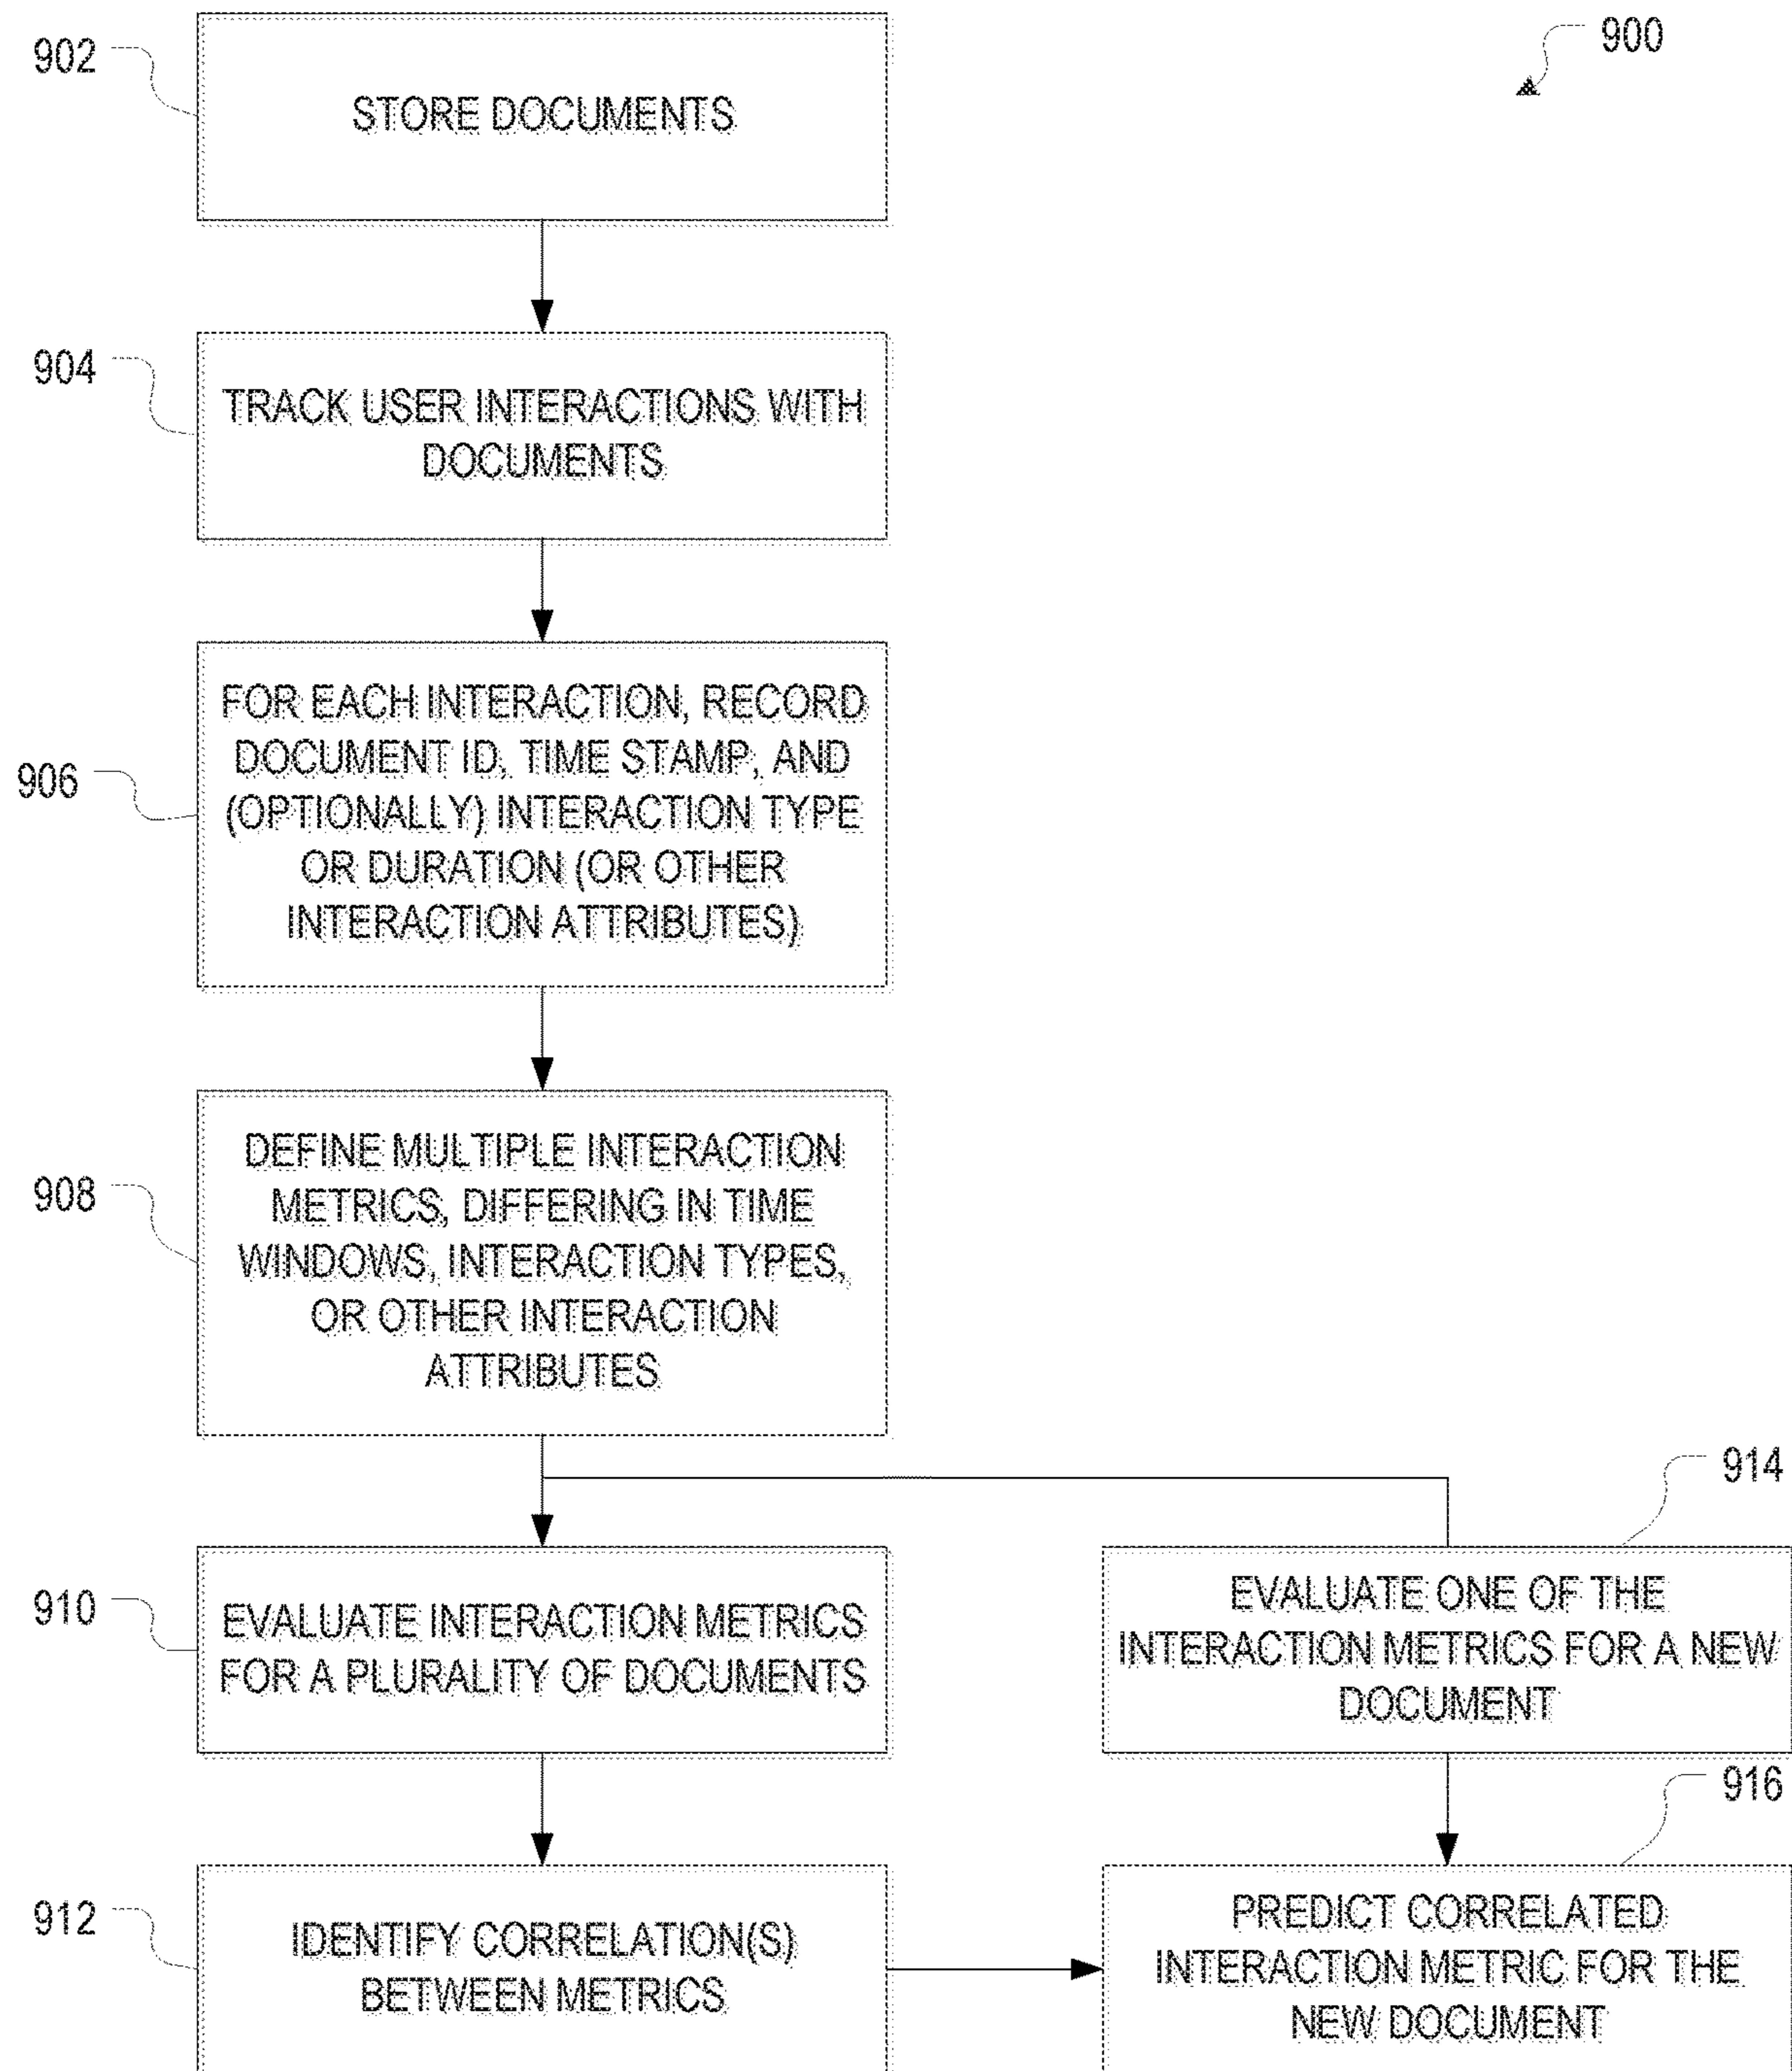 900
902
STORE DOCUMENTS
904
TRACK USER INTERACTIONS WITH
DOCUMENTS
906
FOR EACH INTERACTION, RECORD
DOCUMENT ID, TIME STAMP, AND
(OPTIONALLY) INTERACTION TYPE
OR DURATION (OR OTHER
INTERACTION ATTRIBUTES)
908
DEFINE MULTIPLE INTERACTION
METRICS, DIFFERING IN TIME
WINDOWS, INTERACTION TYPES,
OR OTHER INTERACTION
ATTRIBUTES
910
EVALUATE INTERACTION METRICS
FOR A PLURALITY OF DOCUMENTS
914
EVALUATE ONE OF THE
INTERACTION METRICS FOR A NEW
DOCUMENT
912
IDENTIFY CORRELATION(S)
BETWEEN METRICS
916
PREDICT CORRELATED
INTERACTION METRIC FOR THE
NEW DOCUMENT